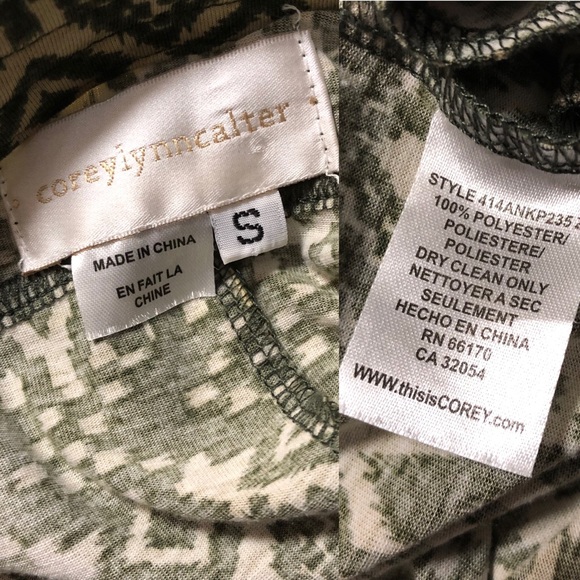 coreylynncalter
S
MADE IN CHINA
EN FAIT LA
CHINE
STYLE 414ANKP2357
100% POLYESTER/
POLIESTERE/
POLIESTER
DRY CLEAN ONLY
NETTOYER A SEC
SEULEMENT
HECHO EN CHINA
RN 66170
CA 32054
WWW.thisisCOREY.com